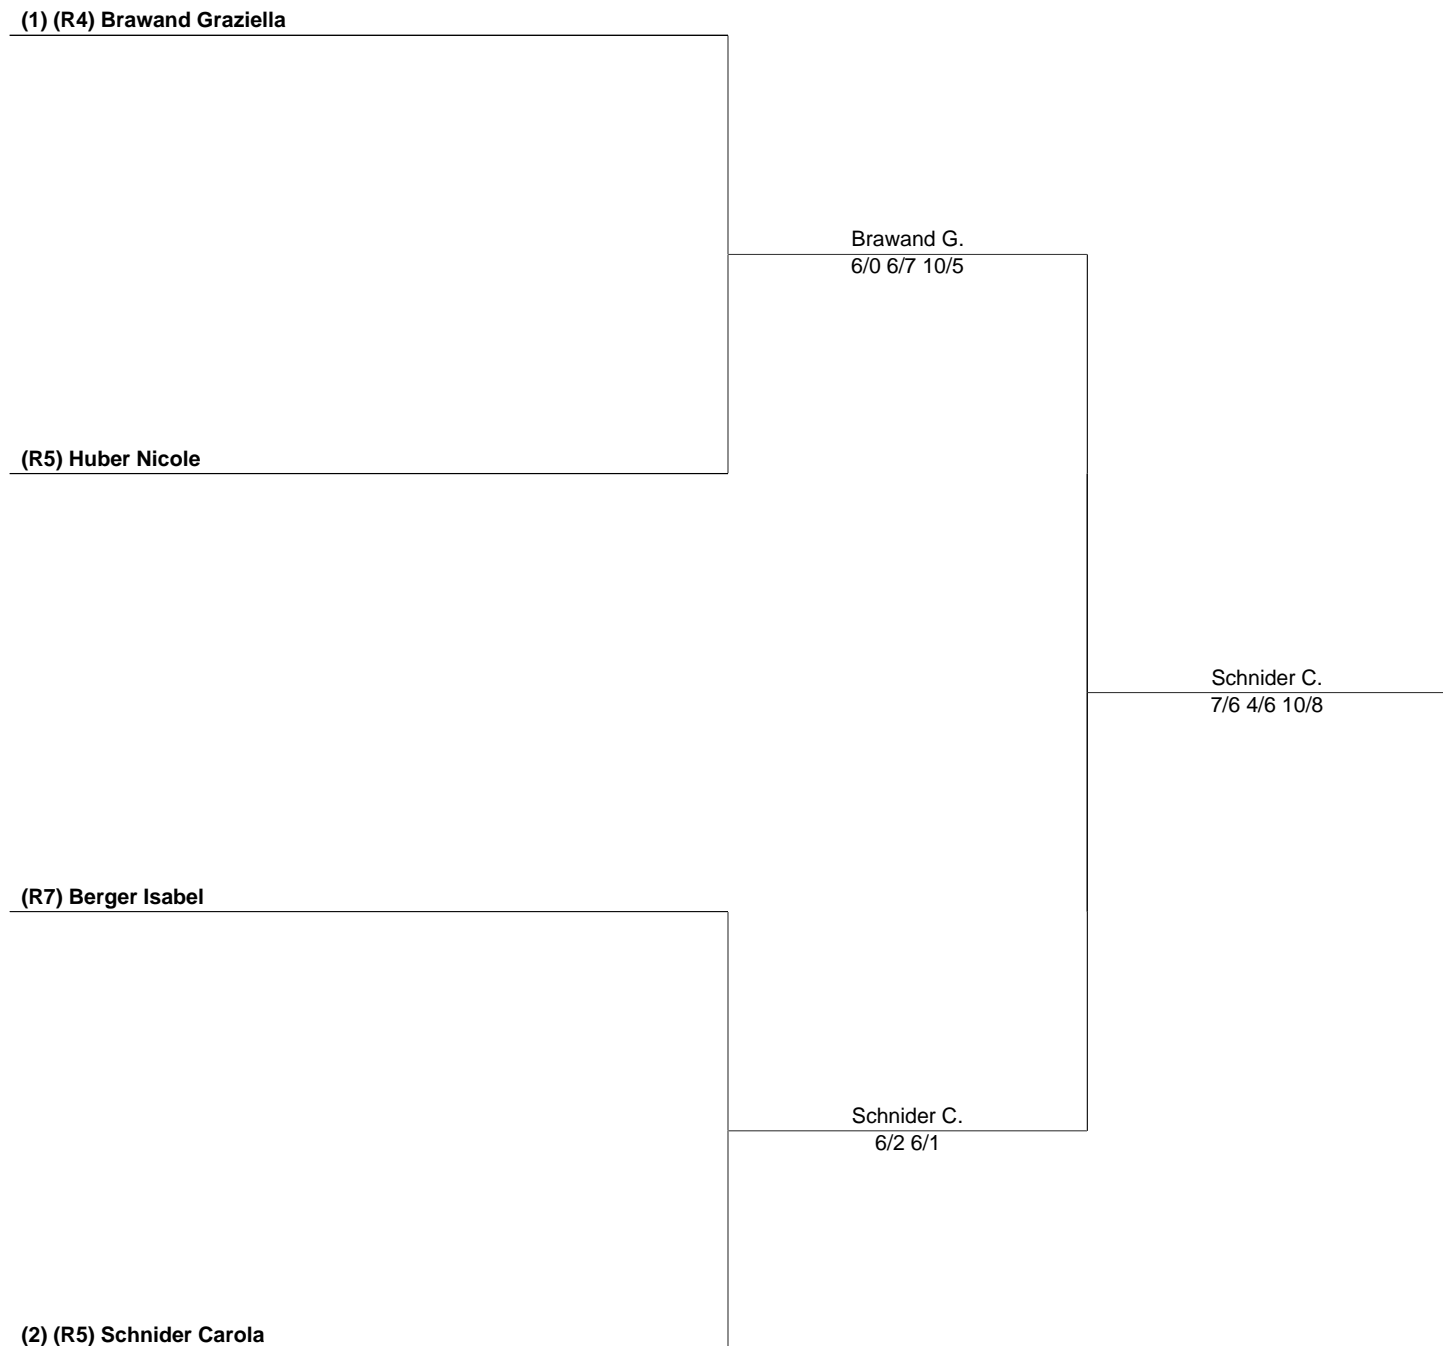 (1) (R4) Brawand Graziella
Brawand G.
6/0 6/7 10/5
(R5) Huber Nicole
Schnider C.
7/6 4/6 10/8
(R7) Berger Isabel
Schnider C.
6/2 6/1
(2) (R5) Schnider Carola